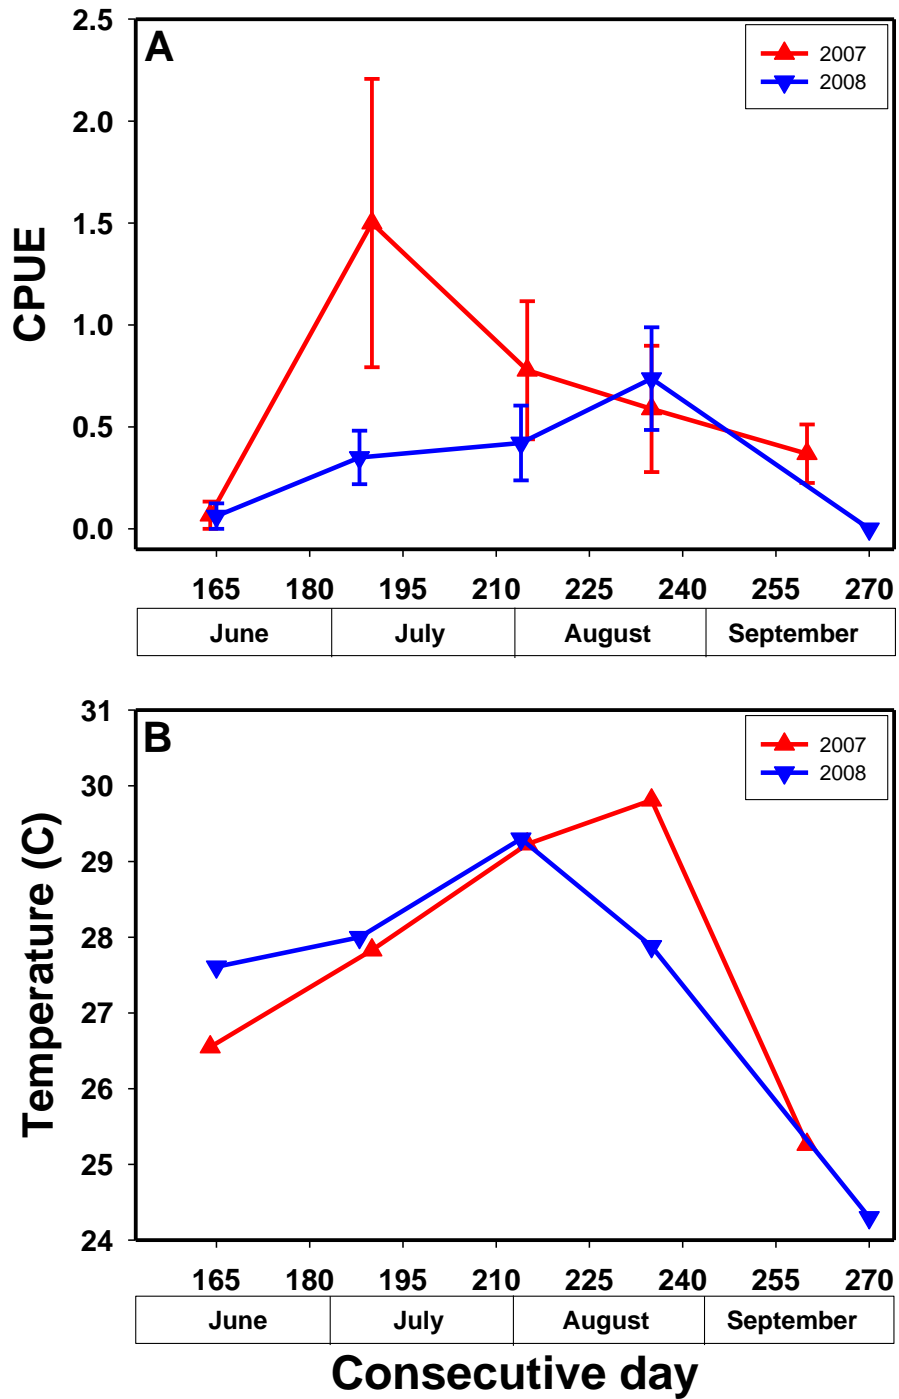 A
2007
2008
2.5
2.0
1.5
1.0
0.5
0.0
CPUE
165 180 195 210 225 240 255 270
June July August September
B
2007
2008
31
30
29
28
27
26
25
24
Temperature (C)
165 180 195 210 225 240 255 270
June July August September
Consecutive day